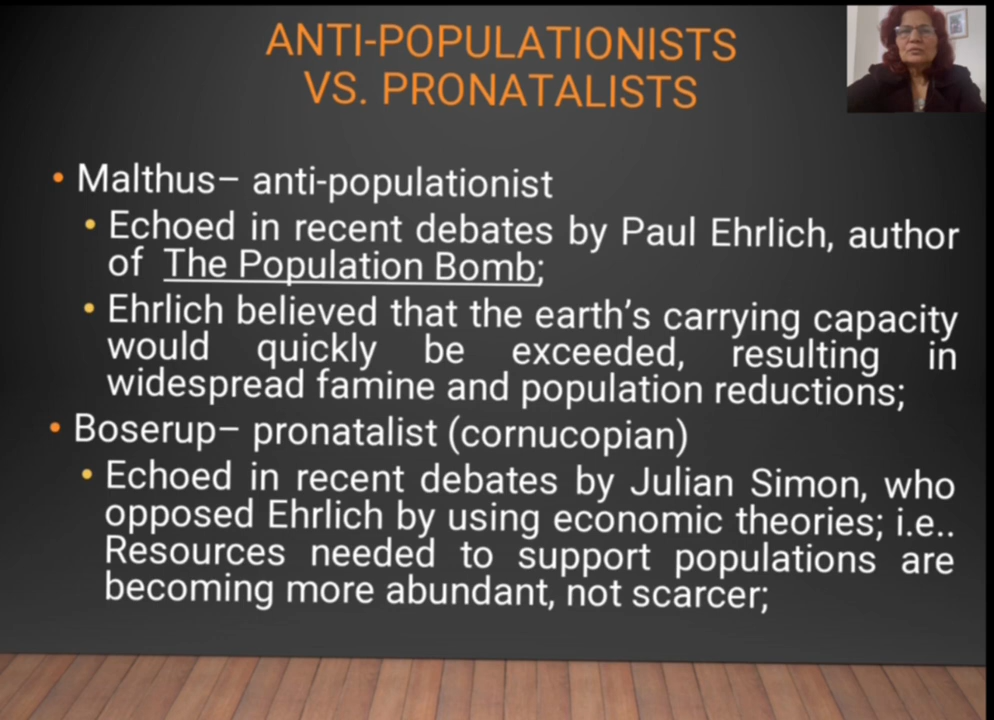 ANTI-POPULATIONISTS
VS. PRONATALISTS
• Malthus– anti-populationist
• Echoed in recent debates by Paul Ehrlich, author
of The Population Bomb;
• Ehrlich believed that the earth's carrying capacity
would quickly be exceeded, resulting in
widespread famine and population reductions;
• Boserup– pronatalist (cornucopian)
• Echoed in recent debates by Julian Simon, who
opposed Ehrlich by using economic theories; i.e..
Resources needed to support populations are
becoming more abundant, not scarcer;